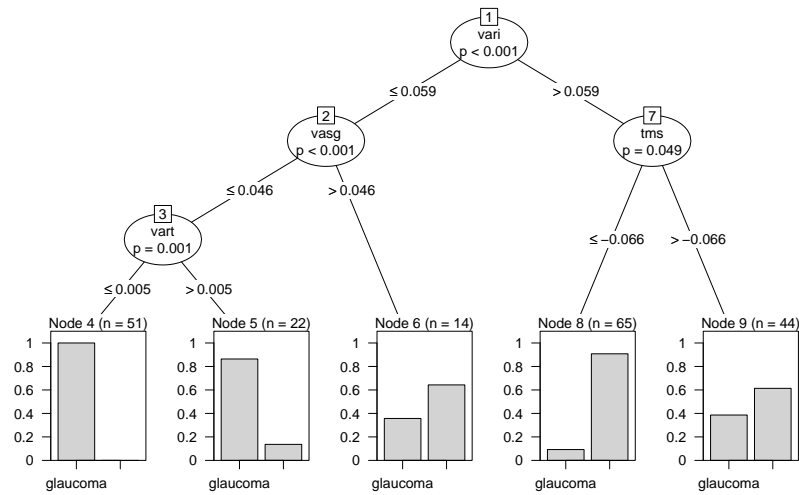 1
vari
p < 0.001
≤ 0.059
> 0.059
2
vasg
p < 0.001
7
tms
p = 0.049
≤ 0.046
> 0.046
3
vart
p = 0.001
≤ −0.066
> −0.066
≤ 0.005
> 0.005
Node 4 (n = 51)
Node 5 (n = 22)
Node 6 (n = 14)
Node 8 (n = 65)
Node 9 (n = 44)
1
0.8
0.6
0.4
0.2
0
glaucoma
1
0.8
0.6
0.4
0.2
0
glaucoma
1
0.8
0.6
0.4
0.2
0
glaucoma
1
0.8
0.6
0.4
0.2
0
glaucoma
1
0.8
0.6
0.4
0.2
0
glaucoma